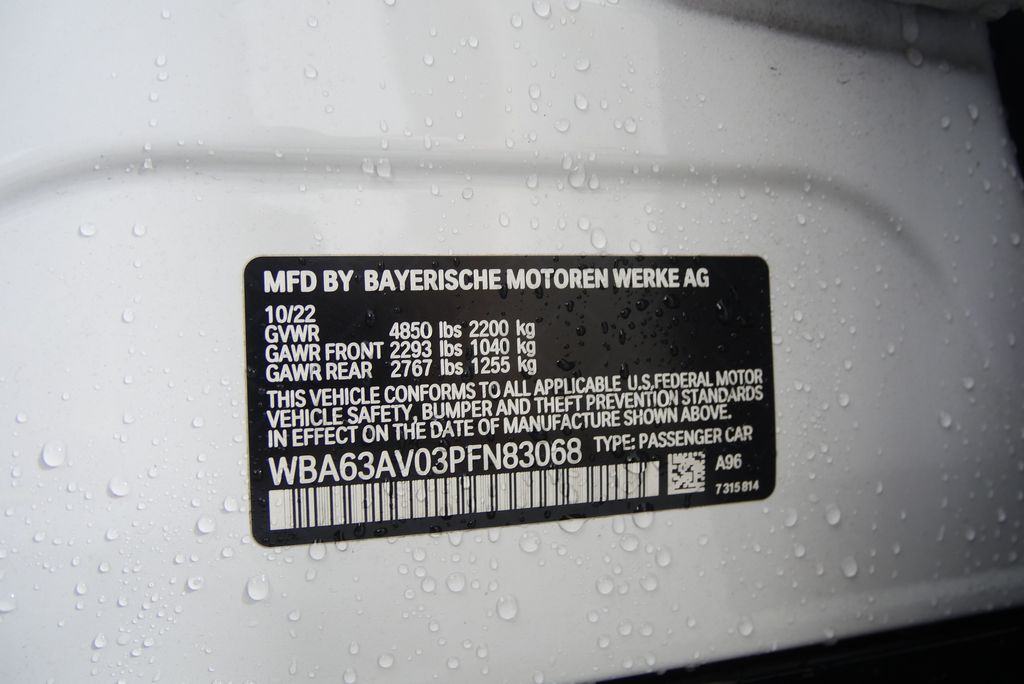 MFD BY BAYERISCHE MOTOREN WERKE AG
10/22
GVWR 4850 lbs 2200 kg
GAWR FRONT 2293 lbs 1040 kg
GAWR REAR 2767 lbs 1255 kg
THIS VEHICLE CONFORMS TO ALL APPLICABLE U.S.FEDERAL MOTOR
VEHICLE SAFETY, BUMPER AND THEFT PREVENTION STANDARDS
IN EFFECT ON THE DATE OF MANUFACTURE SHOWN ABOVE.
WBA63AV03PFN83068 TYPE: PASSENGER CAR
A96
7 315 814